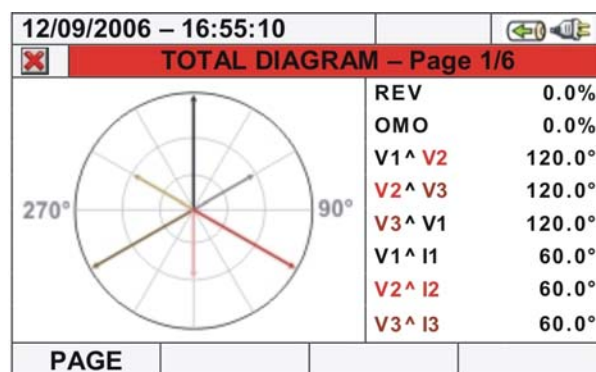 12/09/2006 – 16:55:10
TOTAL DIAGRAM – Page 1/6
270°
90°
REV 0.0%
OMO 0.0%
V1^ V2 120.0°
V2^ V3 120.0°
V3^ V1 120.0°
V1^ I1 60.0°
V2^ I2 60.0°
V3^ I3 60.0°
PAGE